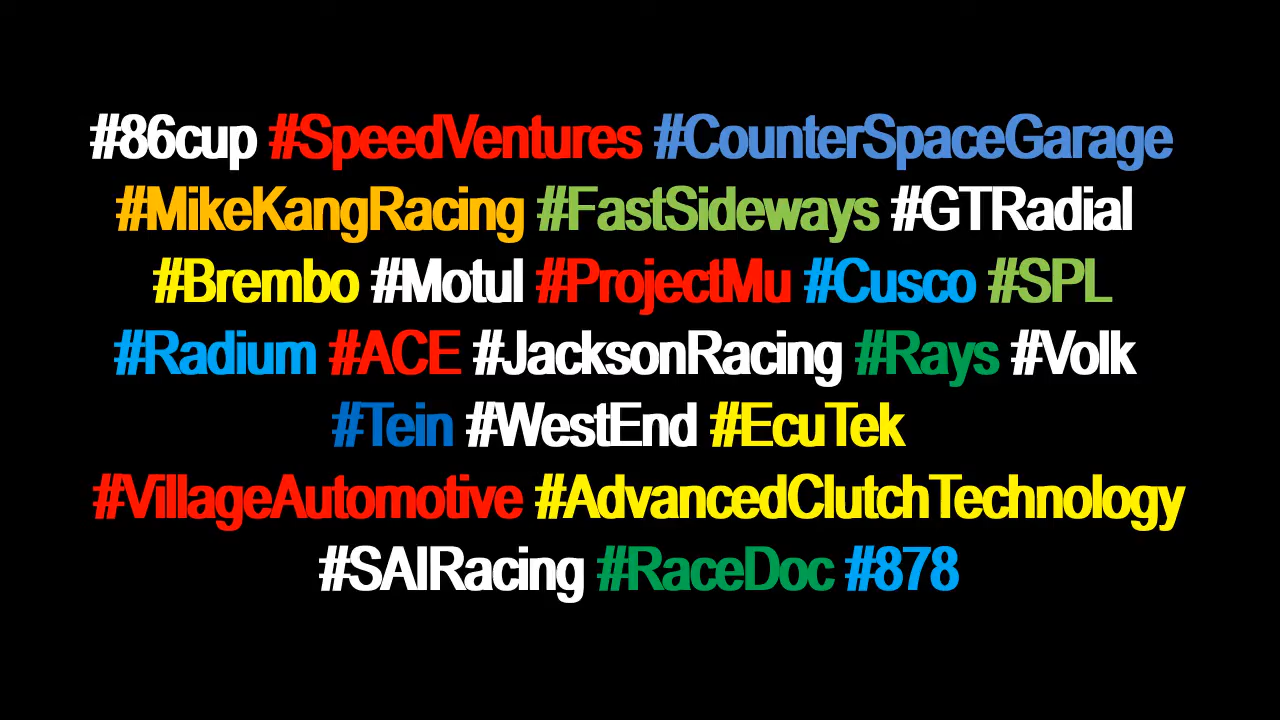 #86cup #SpeedVentures #CounterSpaceGarage
#MikeKangRacing #FastSideways #GTRadial
#Brembo #Motul #ProjectMu #Cusco #SPL
#Radium #ACE #JacksonRacing #Rays #Volk
#Tein #WestEnd #EcuTek
#VillageAutomotive #AdvancedClutchTechnology
#SAIRacing #RaceDoc #878